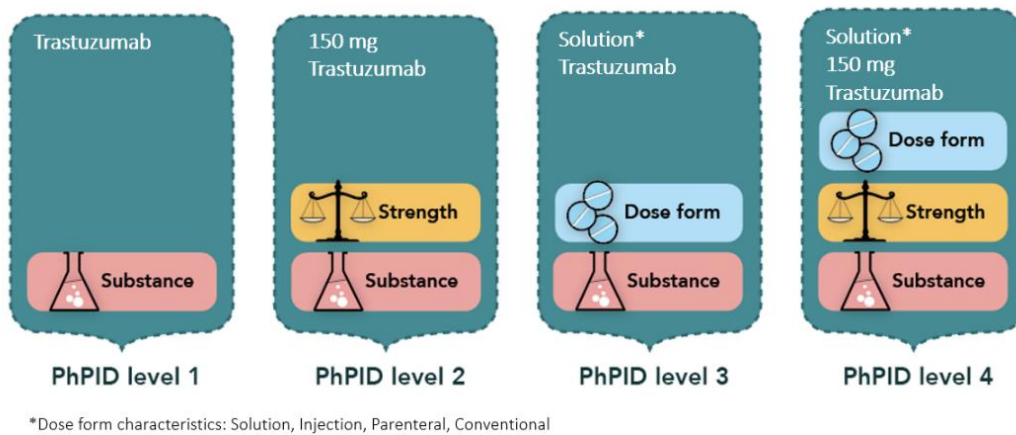 Trastuzumab
Substance
PhPID level 1
150 mg
Trastuzumab
Strength
Substance
PhPID level 2
Solution*
Trastuzumab
Dose form
Substance
PhPID level 3
Solution*
150 mg
Trastuzumab
Dose form
Strength
Substance
PhPID level 4
*Dose form characteristics: Solution, Injection, Parenteral, Conventional